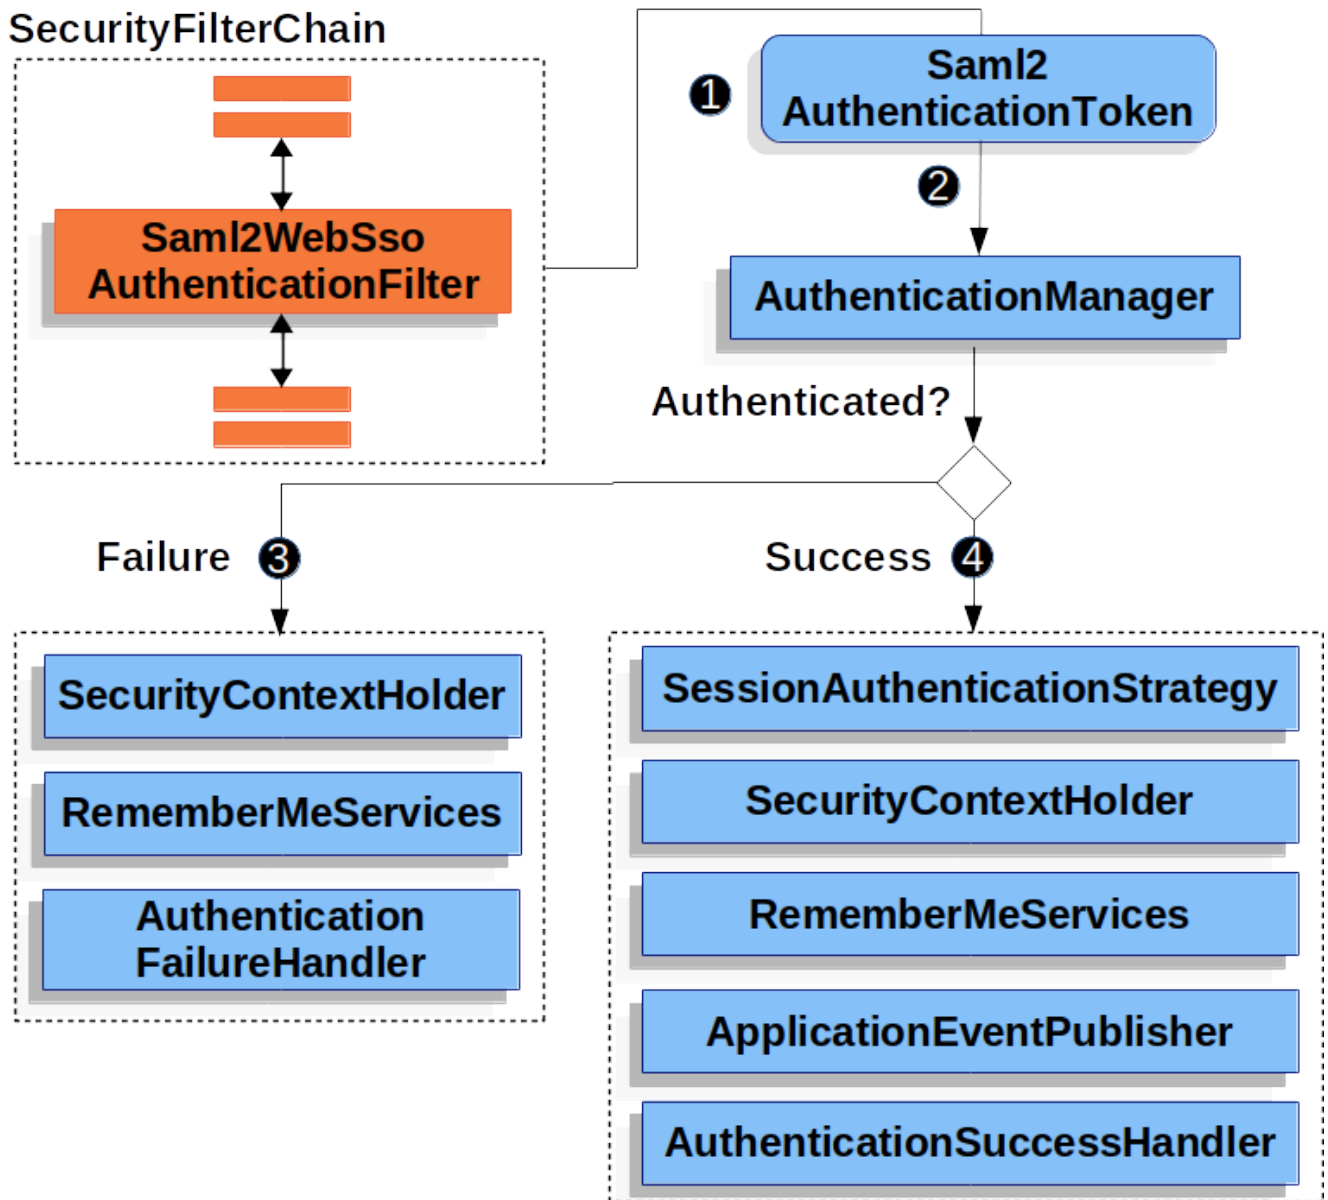 SecurityFilterChain
Saml2WebSso
AuthenticationFilter
1
Saml2
AuthenticationToken
2
AuthenticationManager
Authenticated?
Failure 3
Success 4
SecurityContextHolder
RememberMeServices
Authentication
FailureHandler
SessionAuthenticationStrategy
SecurityContextHolder
RememberMeServices
ApplicationEventPublisher
AuthenticationSuccessHandler